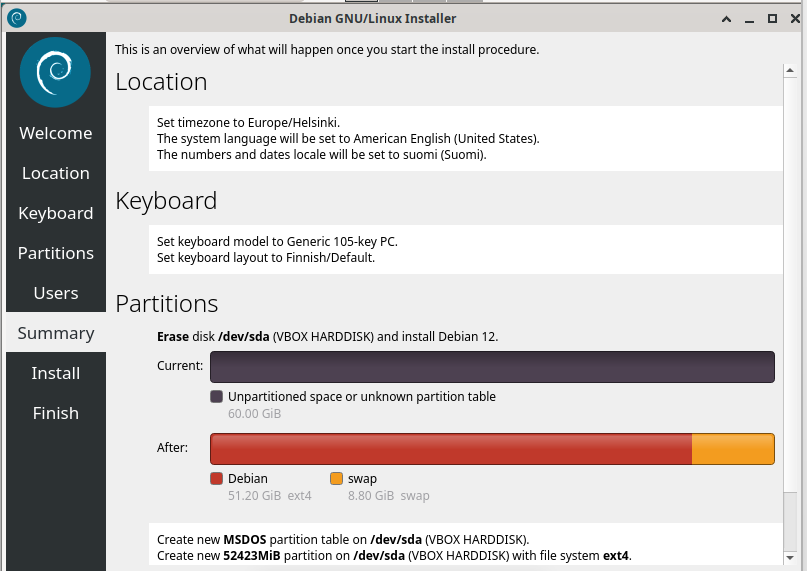 Debian GNU/Linux Installer
This is an overview of what will happen once you start the install procedure.
Welcome
Location
Keyboard
Partitions
Users
Summary
Install
Finish
Location
Set timezone to Europe/Helsinki.
The system language will be set to American English (United States).
The numbers and dates locale will be set to suomi (Suomi).
Keyboard
Set keyboard model to Generic 105-key PC.
Set keyboard layout to Finnish/Default.
Partitions
Erase disk /dev/sda (VBOX HARDDISK) and install Debian 12.
Current:
Unpartitioned space or unknown partition table
60.00 GiB
After:
Debian swap
51.20 GiB ext4 8.80 GiB swap
Create new MSDOS partition table on /dev/sda (VBOX HARDDISK).
Create new 52423MiB partition on /dev/sda (VBOX HARDDISK) with file system ext4.